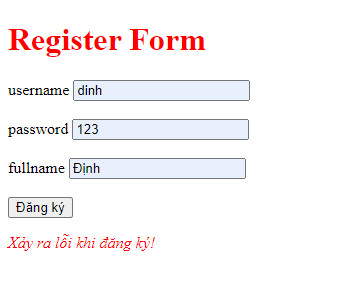 Register Form
username dinh
password 123
fullname Định
Đăng ký
Xảy ra lỗi khi đăng ký!